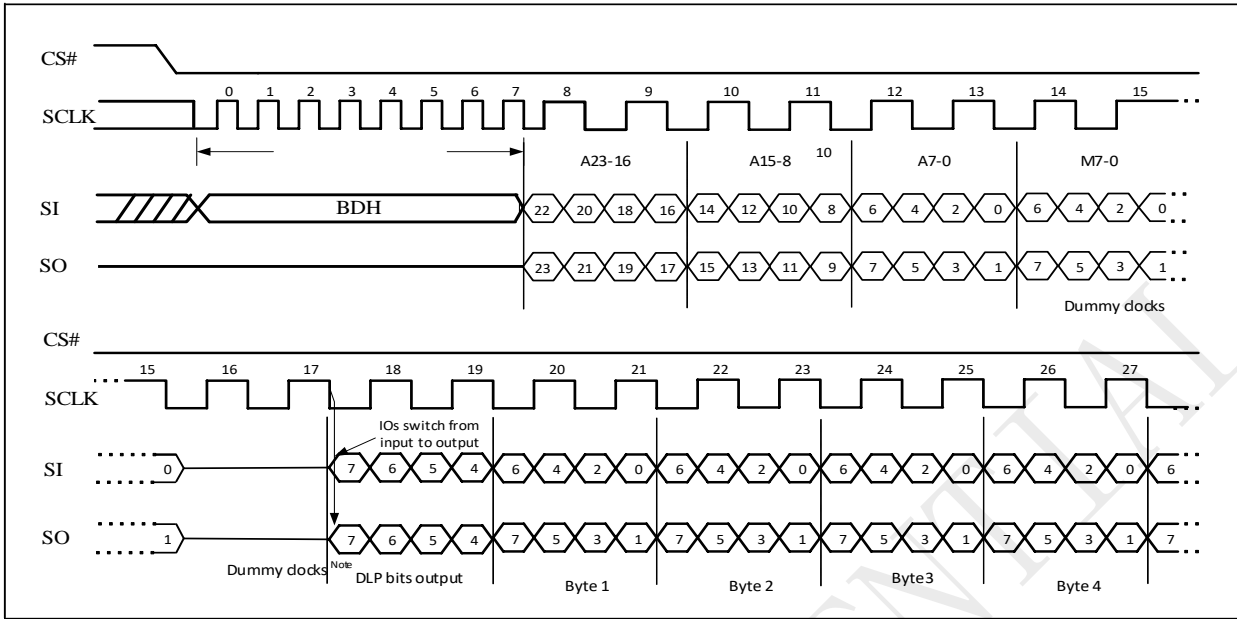 CS#
0 1 2 3 4 5 6 7 8 9 10 11 12 13 14 15
SCLK
A23-16 A15-8 10 A7-0 M7-0
SI BDH 22 20 18 16 14 12 10 8 6 4 2 0 6 4 2 0
SO 23 21 19 17 15 13 11 9 7 5 3 1 7 5 3 1
Dummy clocks
CS#
15 16 17 18 19 20 21 22 23 24 25 26 27
SCLK
IOs switch from
input to output
SI 0 7 6 5 4 6 4 2 0 6 4 2 0 6 4 2 0 6 4 2 0 6
SO 1 7 6 5 4 7 5 3 1 7 5 3 1 7 5 3 1 7 5 3 1 7
Dummy clocks Note DLP bits output Byte 1 Byte 2 Byte3 Byte 4